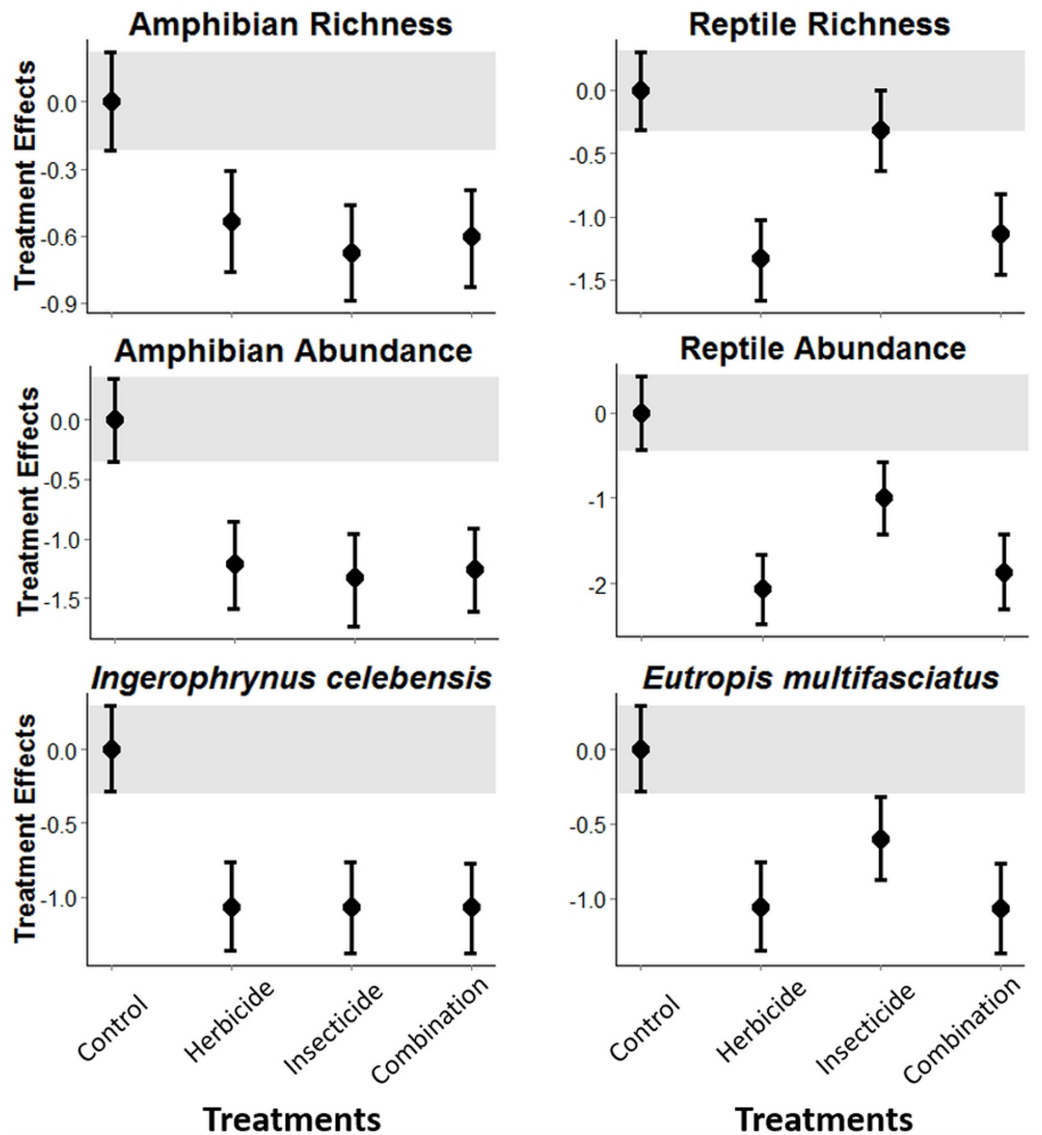 Amphibian Richness
Treatment Effects
0.0
-0.3
-0.6
-0.9
Reptile Richness
0.0
-0.5
-1.0
-1.5
Amphibian Abundance
Treatment Effects
0.0
-0.5
-1.0
-1.5
Reptile Abundance
0
-1
-2
Ingerophrynus celebensis
Treatment Effects
0.0
-0.5
-1.0
Control
Herbicide
Insecticide
Combination
Treatments
Eutropis multifasciatus
0.0
-0.5
-1.0
Control
Herbicide
Insecticide
Combination
Treatments